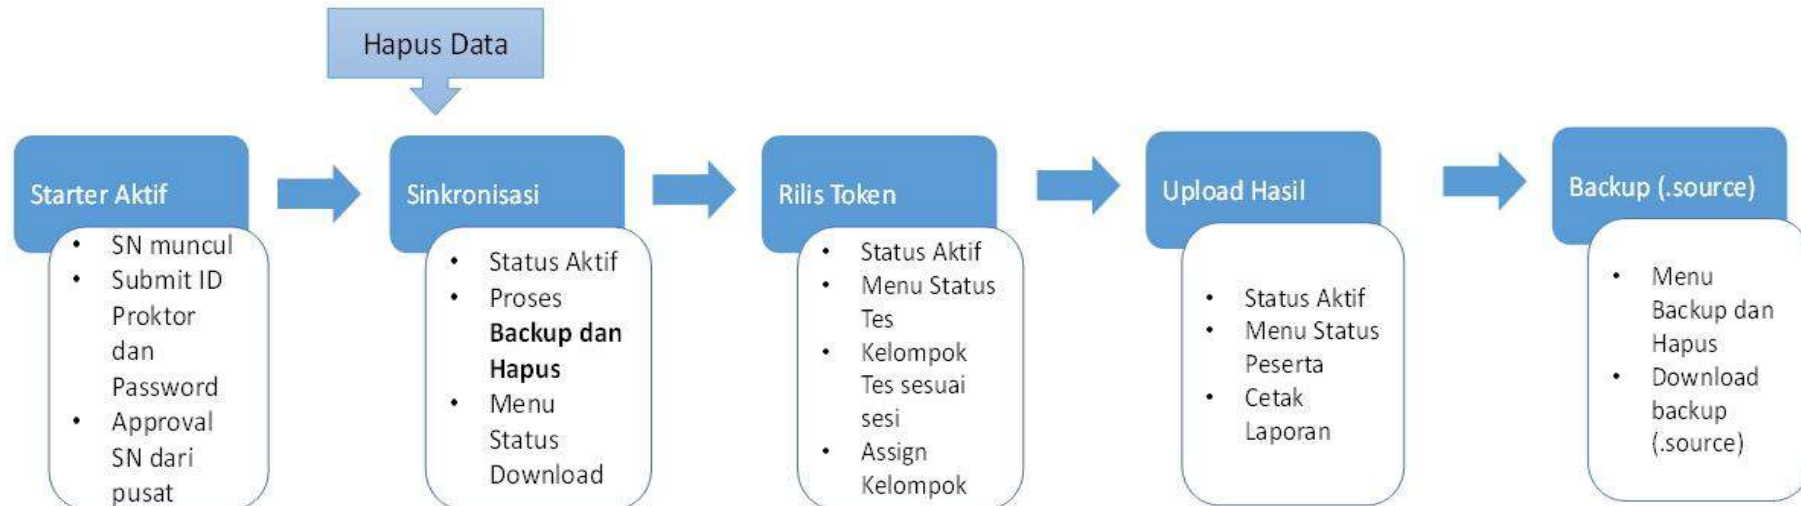 Hapus Data
Starter Aktif
• SN muncul
• Submit ID
Proktor
dan
Password
• Approval
SN dari
pusat
Sinkronisasi
• Status Aktif
• Proses
Backup dan
Hapus
• Menu
Status
Download
Rilis Token
• Status Aktif
• Menu Status
Tes
• Kelompok
Tes sesuai
sesi
• Assign
Kelompok
Upload Hasil
• Status Aktif
• Menu Status
Peserta
• Cetak
Laporan
Backup (.source)
• Menu
Backup dan
Hapus
• Download
backup
(.source)